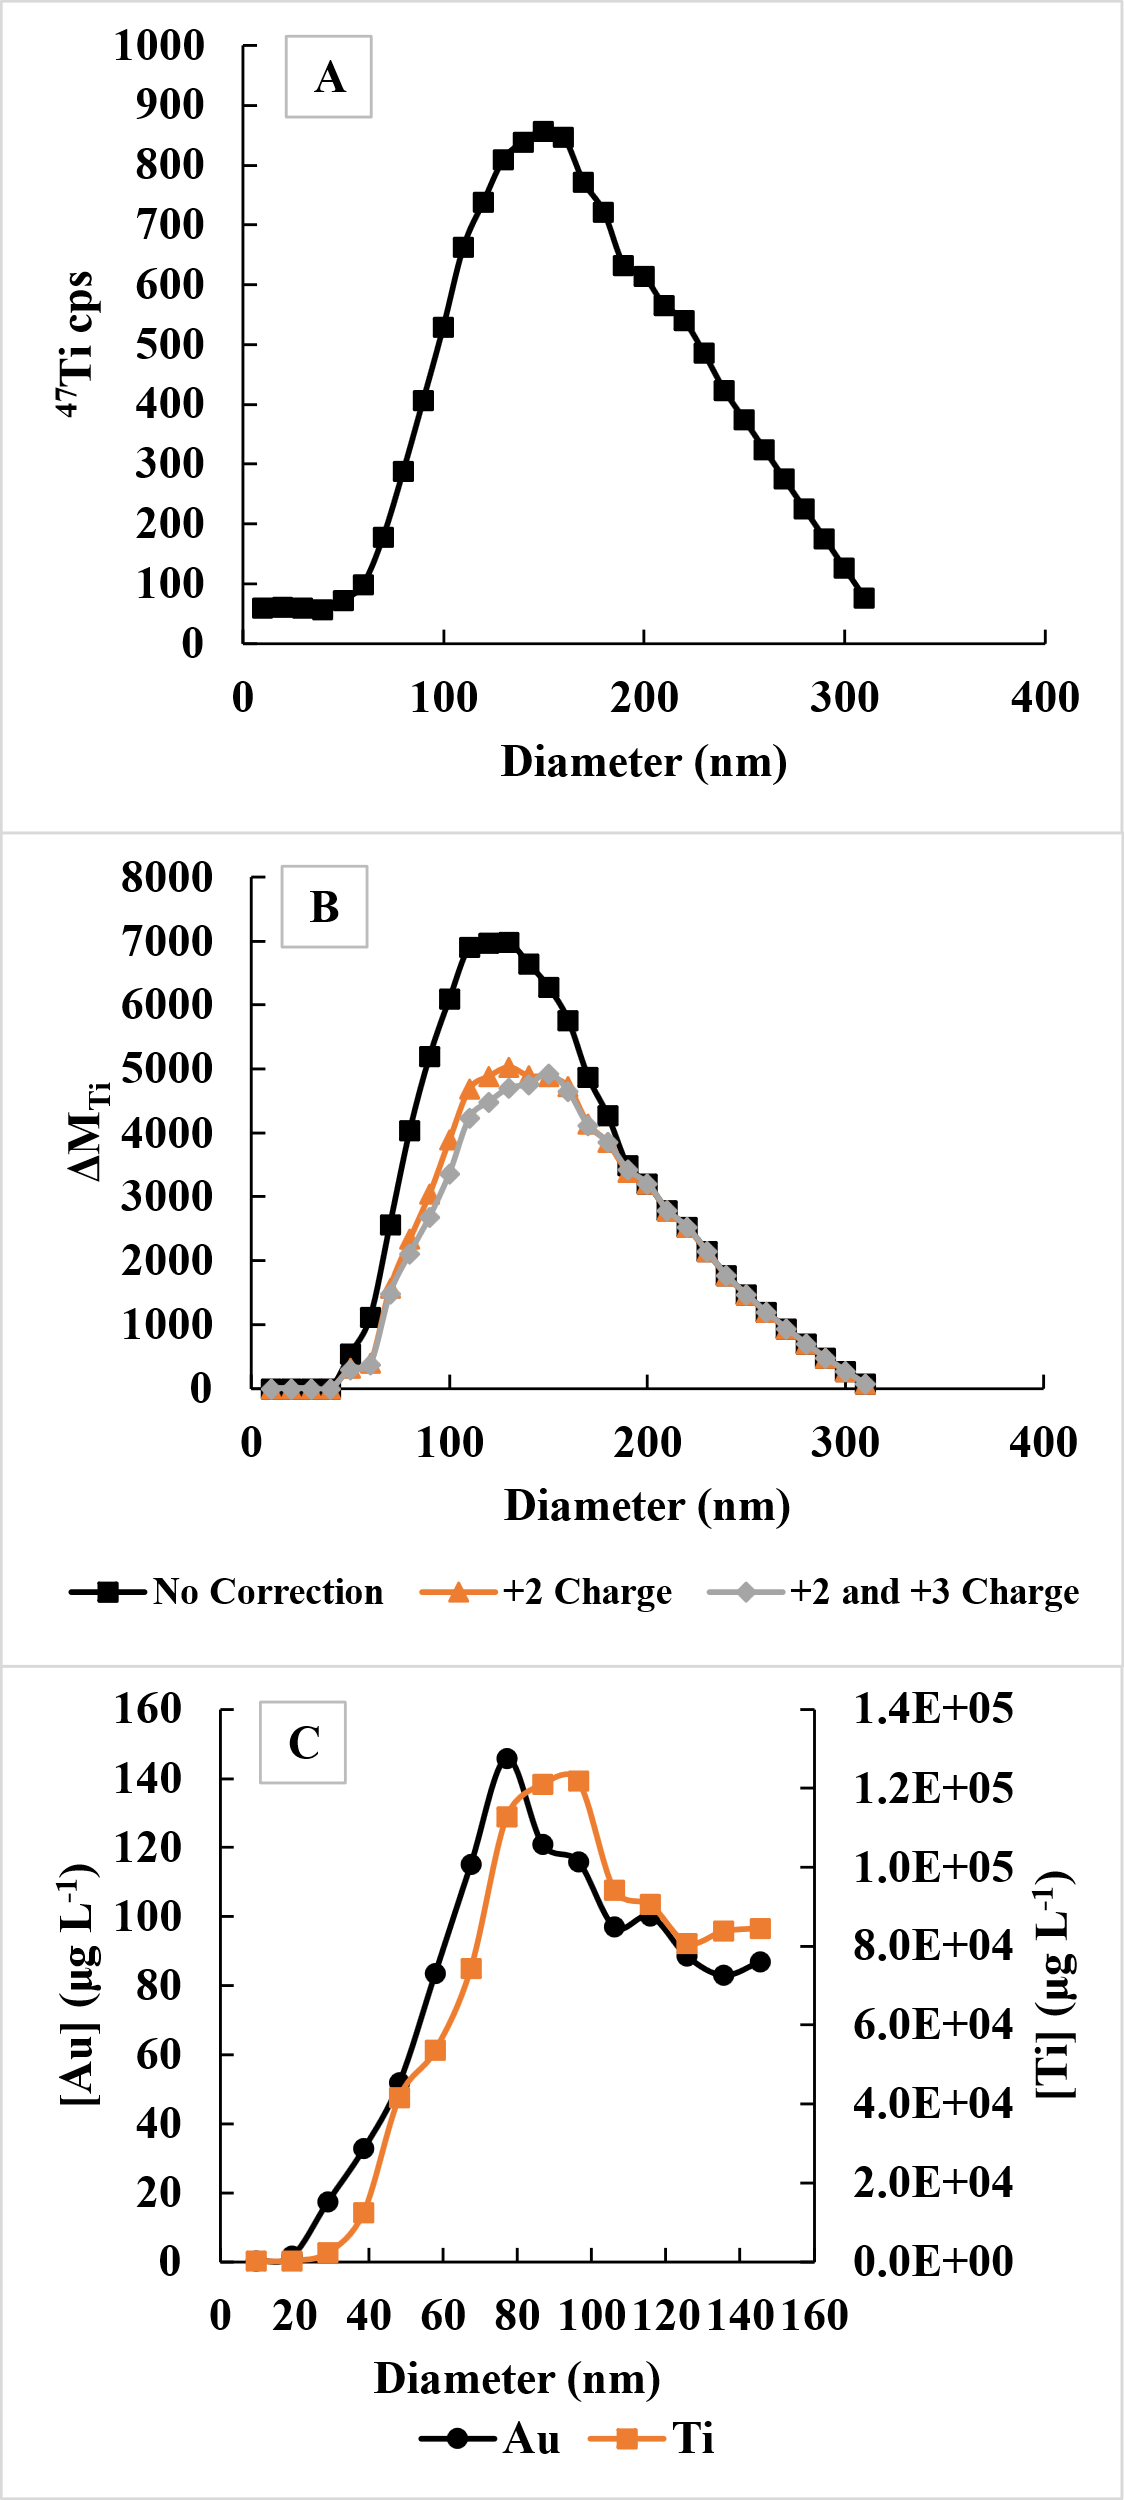 A
1000
900
800
700
600
500
400
300
200
100
0
⁴⁷Ti cps
0 100 200 300 400
Diameter (nm)
B
8000
7000
6000
5000
4000
3000
2000
1000
0
ΔM_Ti
0 100 200 300 400
Diameter (nm)
No Correction +2 Charge +2 and +3 Charge
C
160
140
120
100
80
60
40
20
0
[Au] (μg L⁻¹)
1.4E+05
1.2E+05
1.0E+05
8.0E+04
6.0E+04
4.0E+04
2.0E+04
0.0E+00
[Ti] (μg L⁻¹)
0 20 40 60 80 100 120 140 160
Diameter (nm)
Au Ti